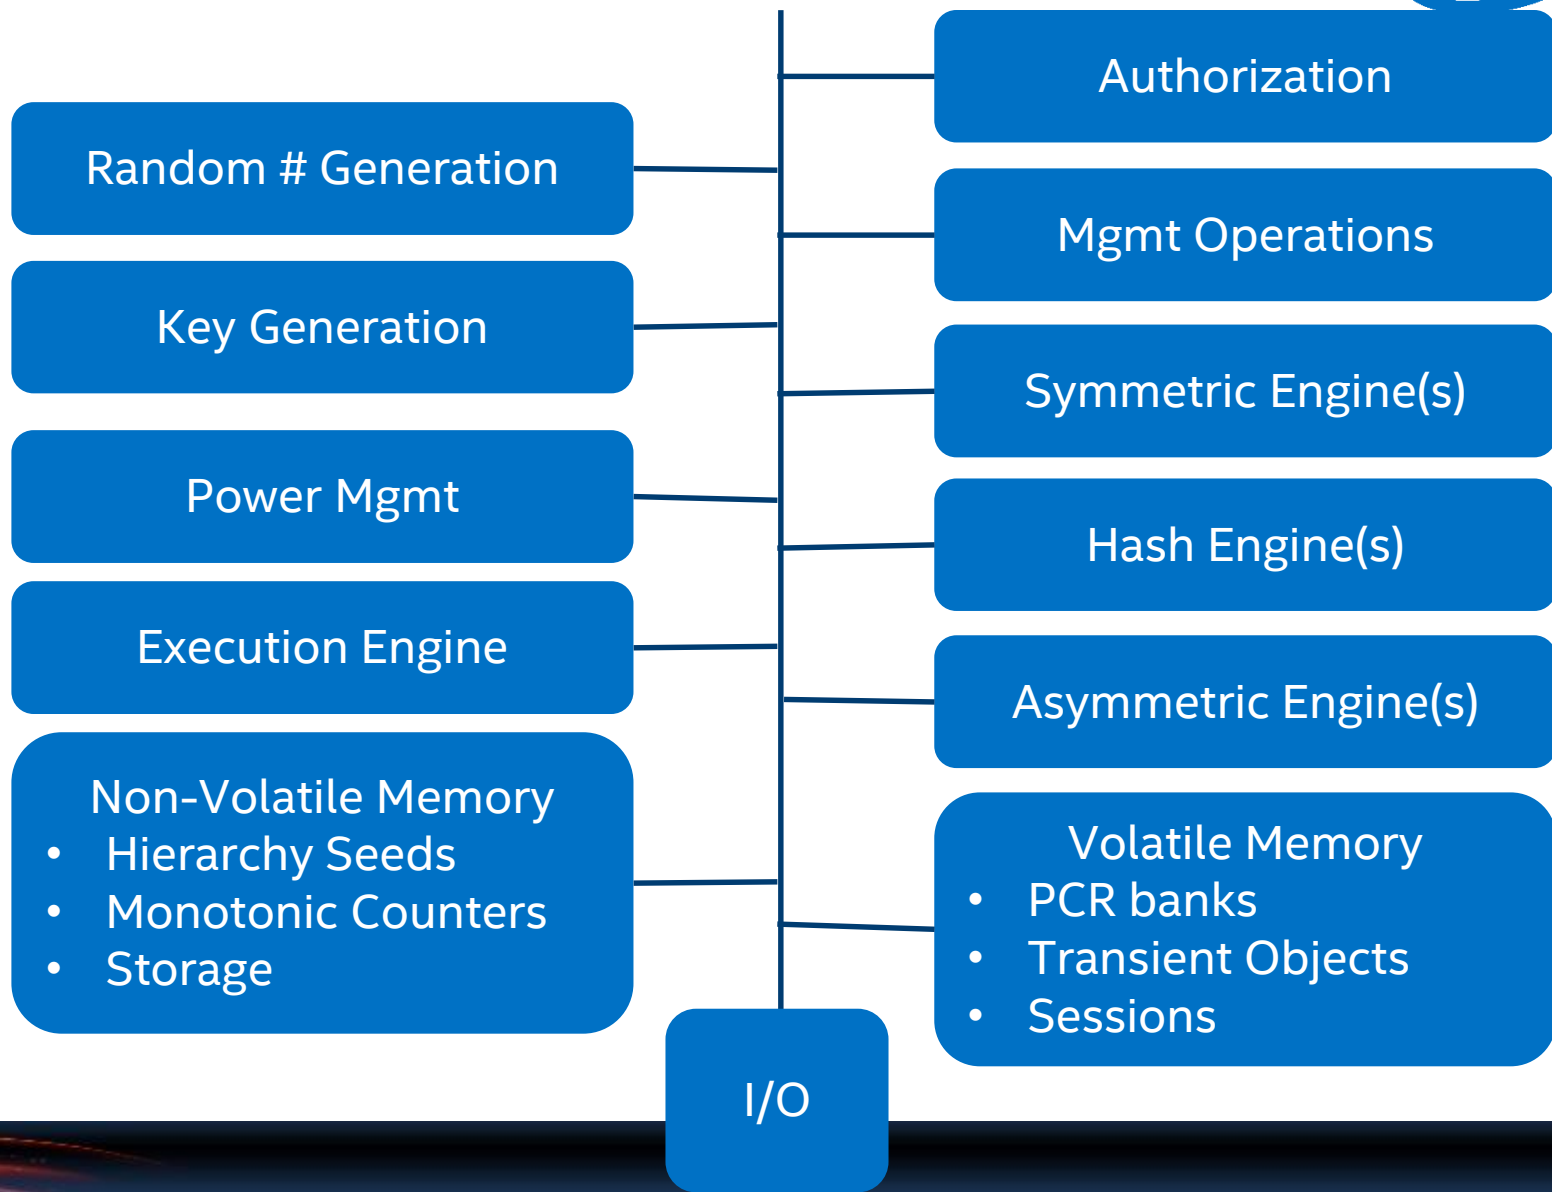 Random # Generation
Key Generation
Power Mgmt
Execution Engine
Non-Volatile Memory
• Hierarchy Seeds
• Monotonic Counters
• Storage
Authorization
Mgmt Operations
Symmetric Engine(s)
Hash Engine(s)
Asymmetric Engine(s)
Volatile Memory
• PCR banks
• Transient Objects
• Sessions
I/O